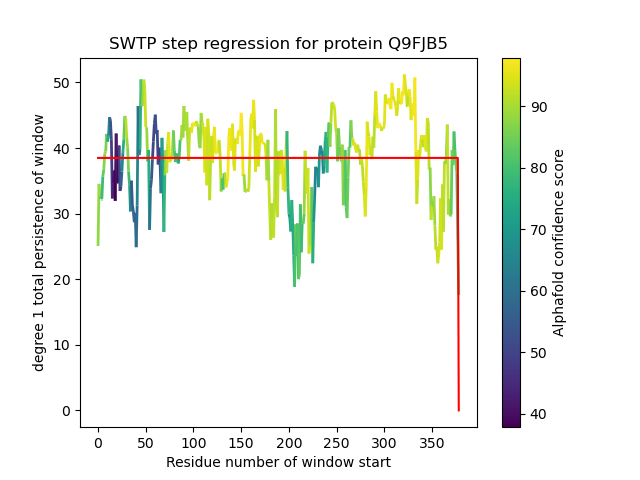 SWTP step regression for protein Q9FJB5
degree 1 total persistence of window
50
40
30
20
10
0
0 50 100 150 200 250 300 350
Residue number of window start
90
80
70
60
50
40
Alphafold confidence score